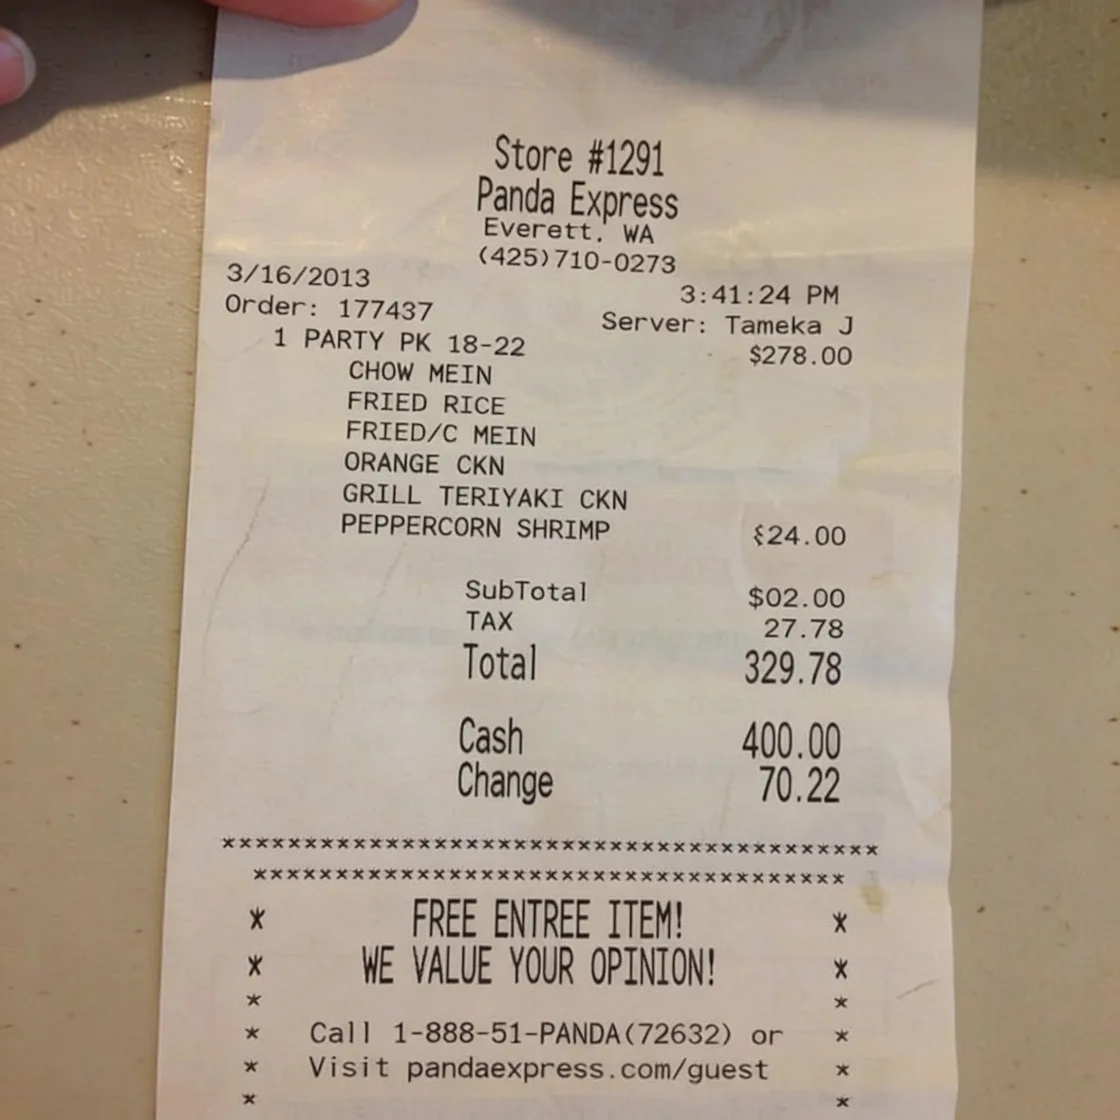 Store #1291
Panda Express
Everett. WA
(425)710-0273
3/16/2013 3:41:24 PM
Order: 177437 Server: Tameka J
1 PARTY PK 18-22 $278.00
CHOW MEIN
FRIED RICE
FRIED/C MEIN
ORANGE CKN
GRILL TERIYAKI CKN
PEPPERCORN SHRIMP $24.00
SubTotal $02.00
TAX 27.78
Total 329.78
Cash 400.00
Change 70.22
*****************************************
*************************************
* FREE ENTREE ITEM! *
* WE VALUE YOUR OPINION! *
* *
* Call 1-888-51-PANDA(72632) or *
* Visit pandaexpress.com/guest *
* *